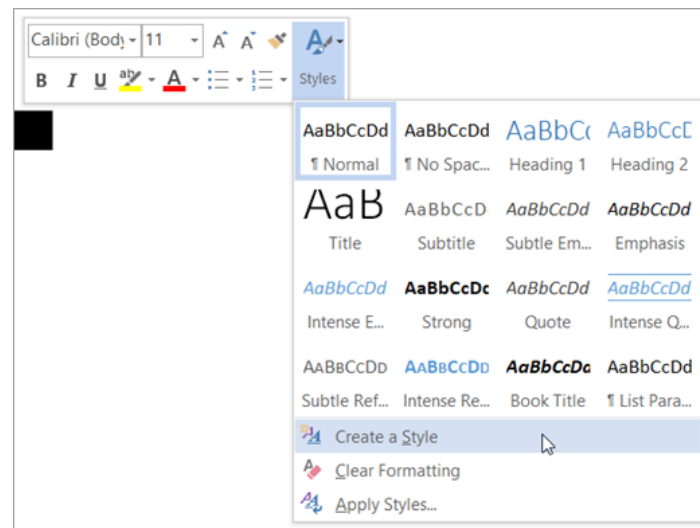 Calibri (Body 11 A A
B I U aby A Styles
AaBbCcDd AaBbCcDd AaBbCc AaBbCcE
¶ Normal ¶ No Spac... Heading 1 Heading 2
AaB AaBbCcD AaBbCcDd AaBbCcDd
Title Subtitle Subtle Em... Emphasis
AaBbCcDd AaBbCcDc AaBbCcDd AaBbCcDd
Intense E... Strong Quote Intense Q...
AaBbCcDd AaBbCcDd AaBbCcDd AaBbCcDd
Subtle Ref... Intense Re... Book Title ¶ List Para...
Create a Style
Clear Formatting
Apply Styles...